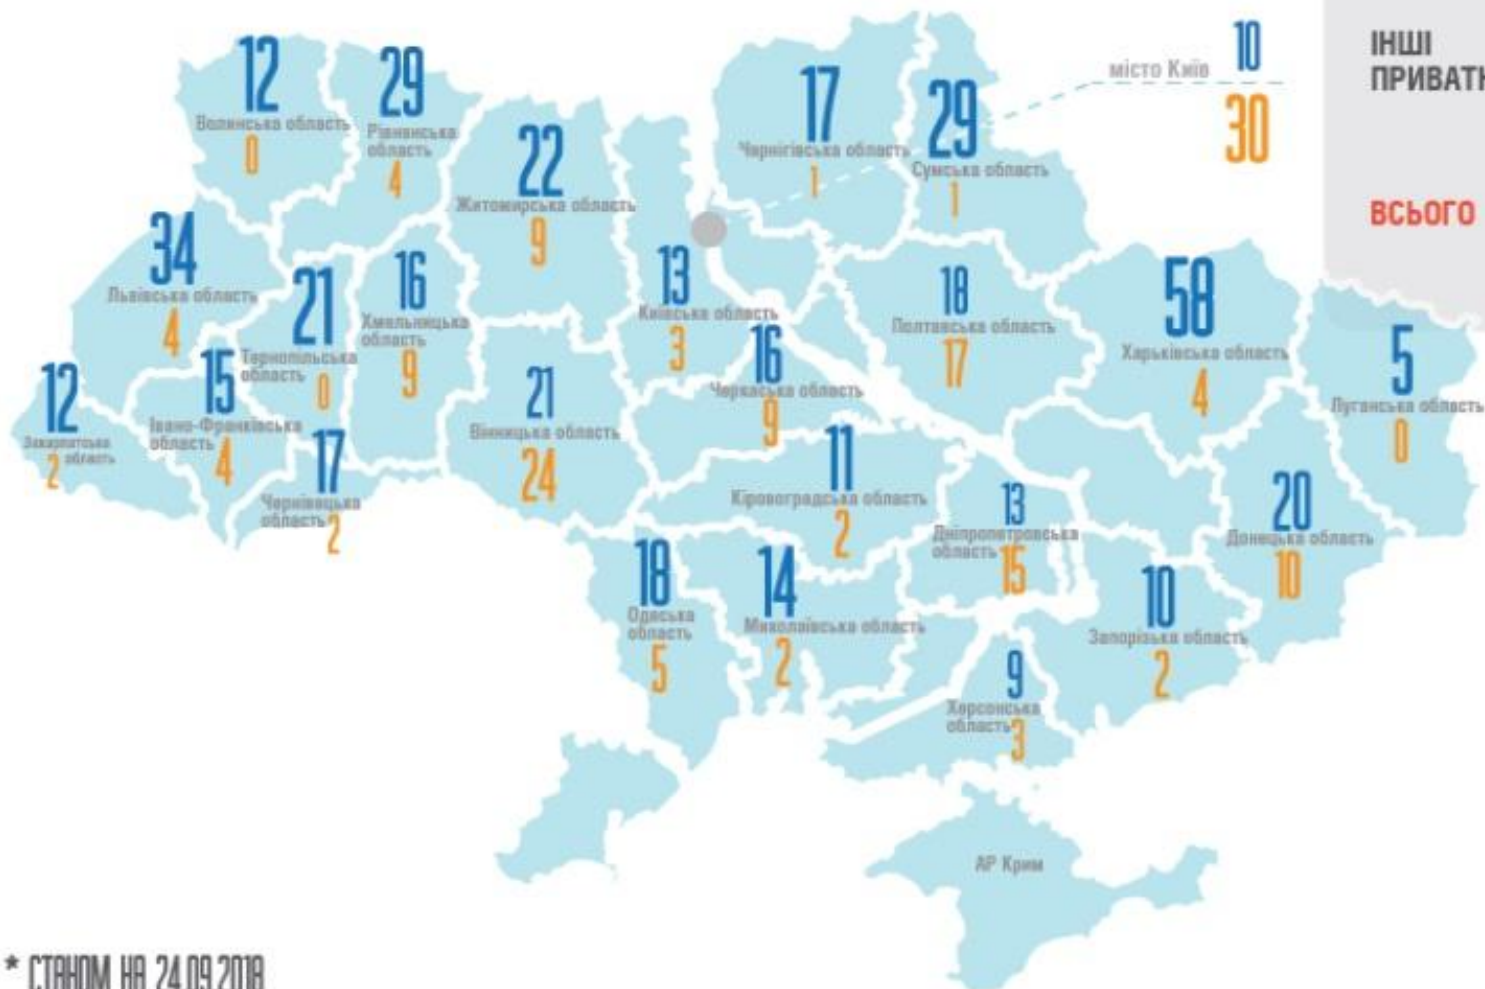 12
Волинська область
0
29
Рівненська
область
4
22
Житомирська область
9
17
Чернігівська область
1
29
Сумська область
1
місто Київ
10
30
ІНШІ
ПРИВАТН
ВСЬОГО
34
Львівська область
4
21
Тернопільська
область
0
16
Хмельницька
область
9
13
Київська область
3
18
Полтавська область
17
58
Харьківська область
4
5
Луганська область
0
12
Закарпатська
область
2
15
Івано-Франківська
область
4
17
Чернівецька
область
2
21
Вінницька область
24
16
Черкаська область
9
11
Кіровоградська область
2
13
Дніпропетровська
область
15
20
Донецька область
10
18
Одеська
область
5
14
Миколаївська область
2
10
Запорізька область
2
9
Херсонська
область
3
АР Крим
* СТАНОМ НА 24.09.2018